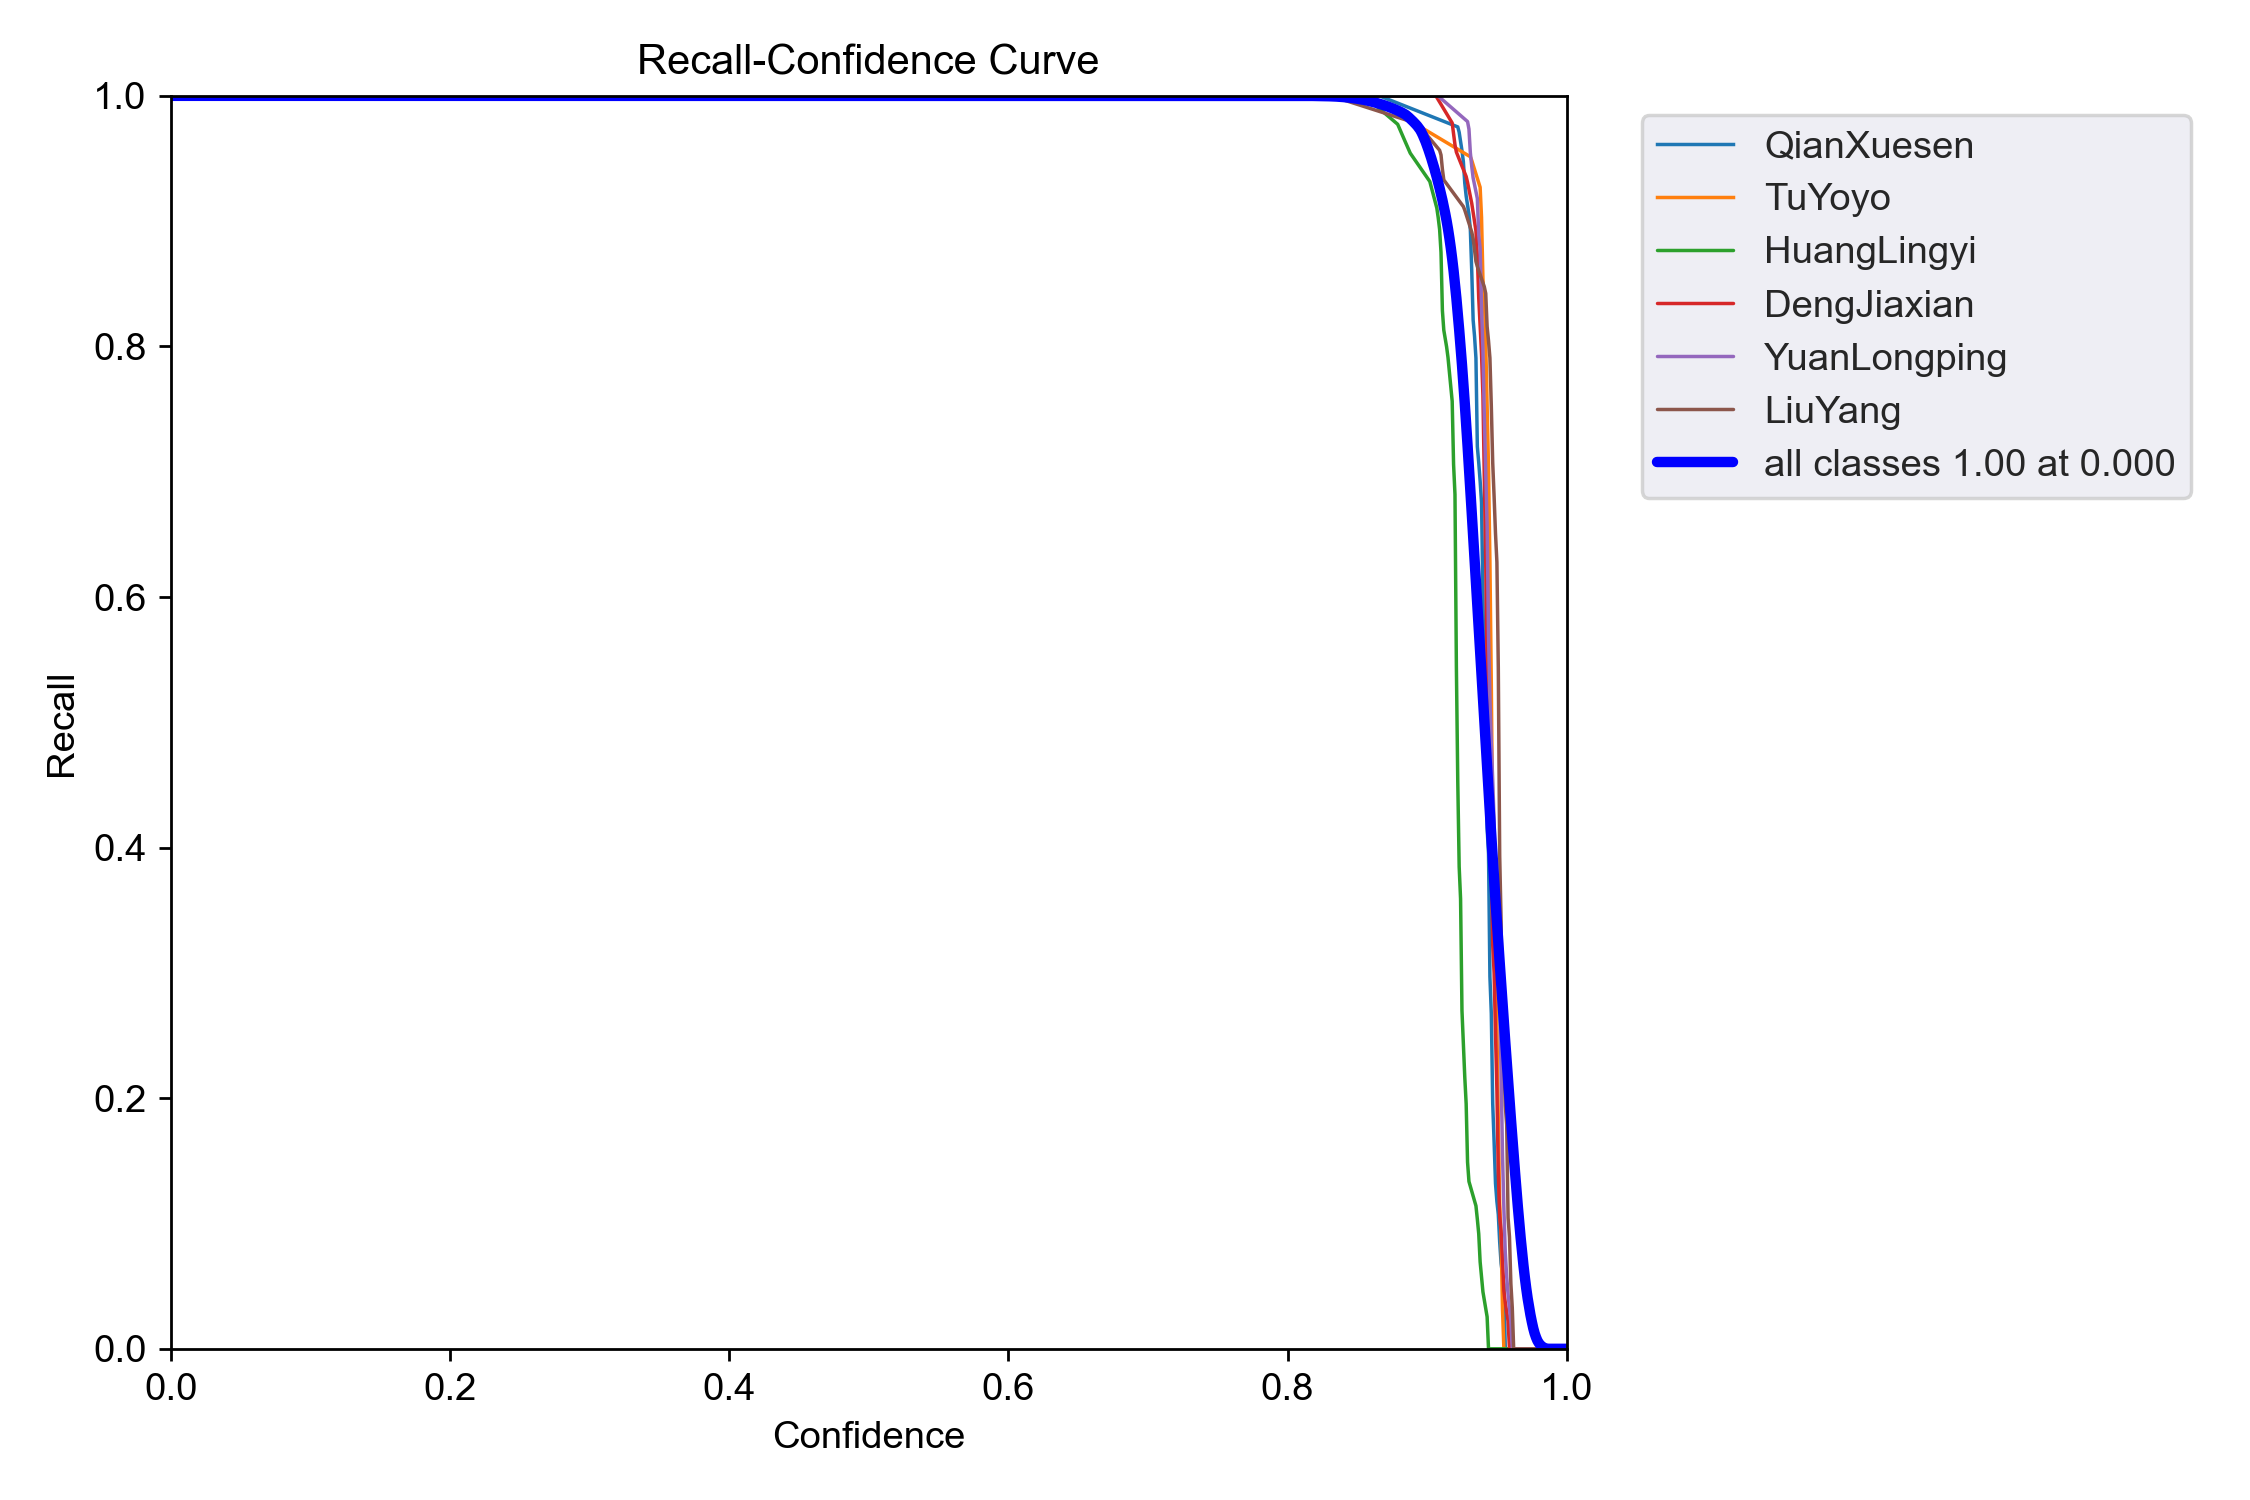 Recall-Confidence Curve
1.0
0.8
0.6
0.4
0.2
0.0
Recall
0.0 0.2 0.4 0.6 0.8 1.0
Confidence
QianXuesen
TuYoyo
HuangLingyi
DengJiaxian
YuanLongping
LiuYang
all classes 1.00 at 0.000